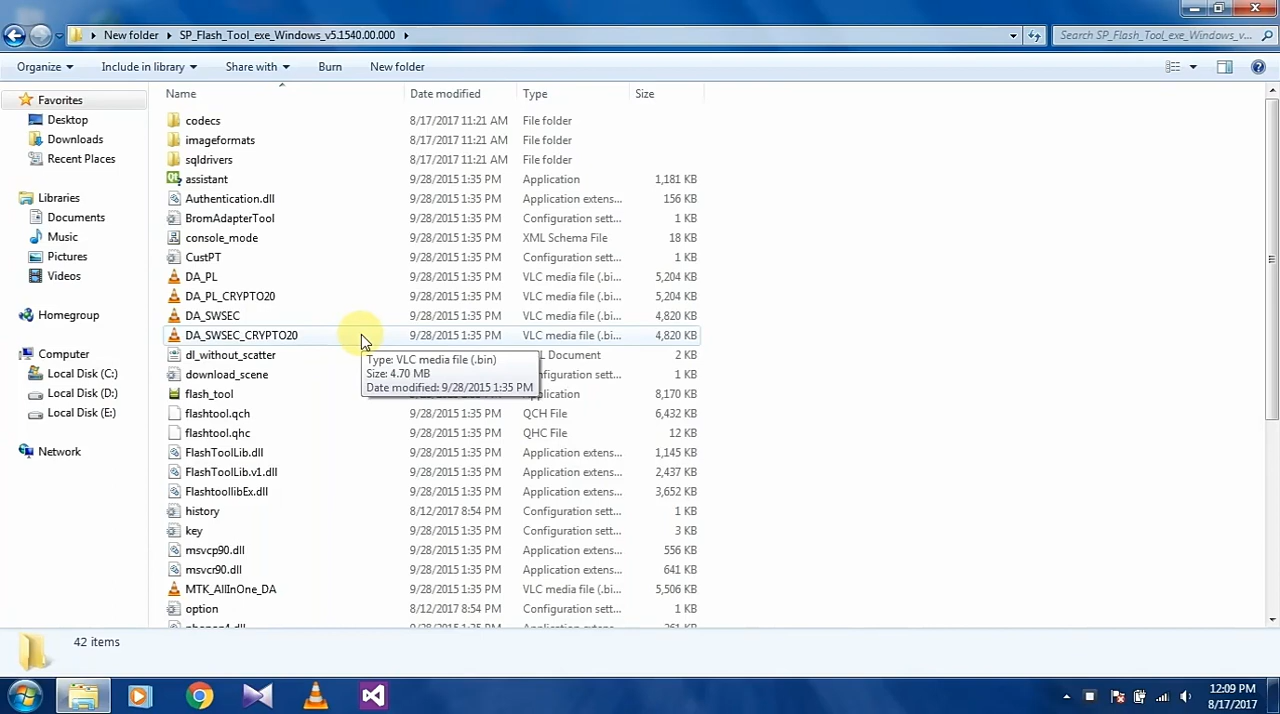 New folder SP_Flash_Tool_exe_Windows_v5.1540.00.000 Search SP_Flash_Tool_exe_Windows_v...
Organize Include in library Share with Burn New folder
Name Date modified Type Size
Favorites
Desktop
Downloads
Recent Places
Libraries
Documents
Music
Pictures
Videos
Homegroup
Computer
Local Disk (C:)
Local Disk (D:)
Local Disk (E:)
Network
codecs 8/17/2017 11:21 AM File folder
imageformats 8/17/2017 11:21 AM File folder
sqldrivers 8/17/2017 11:21 AM File folder
assistant 9/28/2015 1:35 PM Application 1,181 KB
Authentication.dll 9/28/2015 1:35 PM Application extens... 156 KB
BromAdapterTool 9/28/2015 1:35 PM Configuration sett... 1 KB
console_mode 9/28/2015 1:35 PM XML Schema File 18 KB
CustPT 9/28/2015 1:35 PM Configuration sett... 1 KB
DA_PL 9/28/2015 1:35 PM VLC media file (.bi... 5,204 KB
DA_PL_CRYPTO20 9/28/2015 1:35 PM VLC media file (.bi... 5,204 KB
DA_SWSEC 9/28/2015 1:35 PM VLC media file (.bi... 4,820 KB
DA_SWSEC_CRYPTO20 9/28/2015 1:35 PM VLC media file (.bi... 4,820 KB
dl_without_scatter Document 2 KB
download_scene sett... 1 KB
Type: VLC media file (.bin)
Size: 4.70 MB
Date modified: 9/28/2015 1:35 PM
flash_tool 8,170 KB
flashtool.qch 9/28/2015 1:35 PM QCH File 6,432 KB
flashtool.qhc 9/28/2015 1:35 PM QHC File 12 KB
FlashToolLib.dll 9/28/2015 1:35 PM Application extens... 1,145 KB
FlashToolLib.v1.dll 9/28/2015 1:35 PM Application extens... 2,437 KB
FlashtoollibEx.dll 9/28/2015 1:35 PM Application extens... 3,652 KB
history 8/12/2017 8:54 PM Configuration sett... 1 KB
key 9/28/2015 1:35 PM Configuration sett... 3 KB
msvcp90.dll 9/28/2015 1:35 PM Application extens... 556 KB
msvcr90.dll 9/28/2015 1:35 PM Application extens... 641 KB
MTK_AllInOne_DA 9/28/2015 1:35 PM VLC media file (.bi... 5,506 KB
option 8/12/2017 8:54 PM Configuration sett... 1 KB
42 items
12:09 PM
8/17/2017